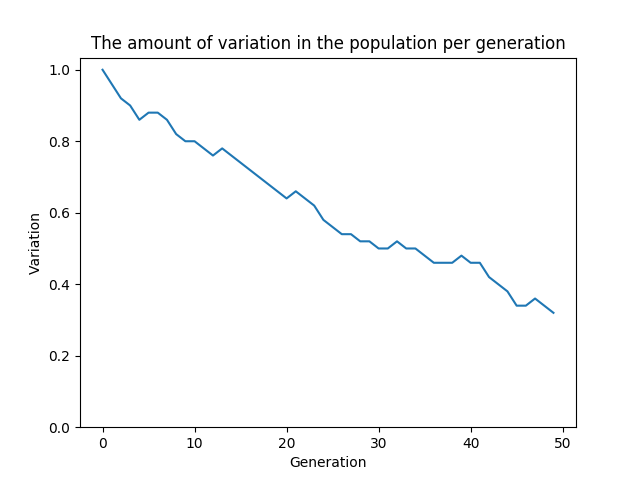 The amount of variation in the population per generation
1.0
0.8
0.6
0.4
0.2
0.0
Variation
0 10 20 30 40 50
Generation